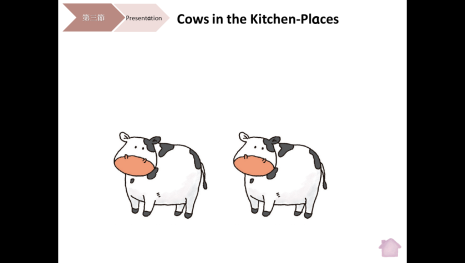 第三節
Presentation
Cows in the Kitchen-Places